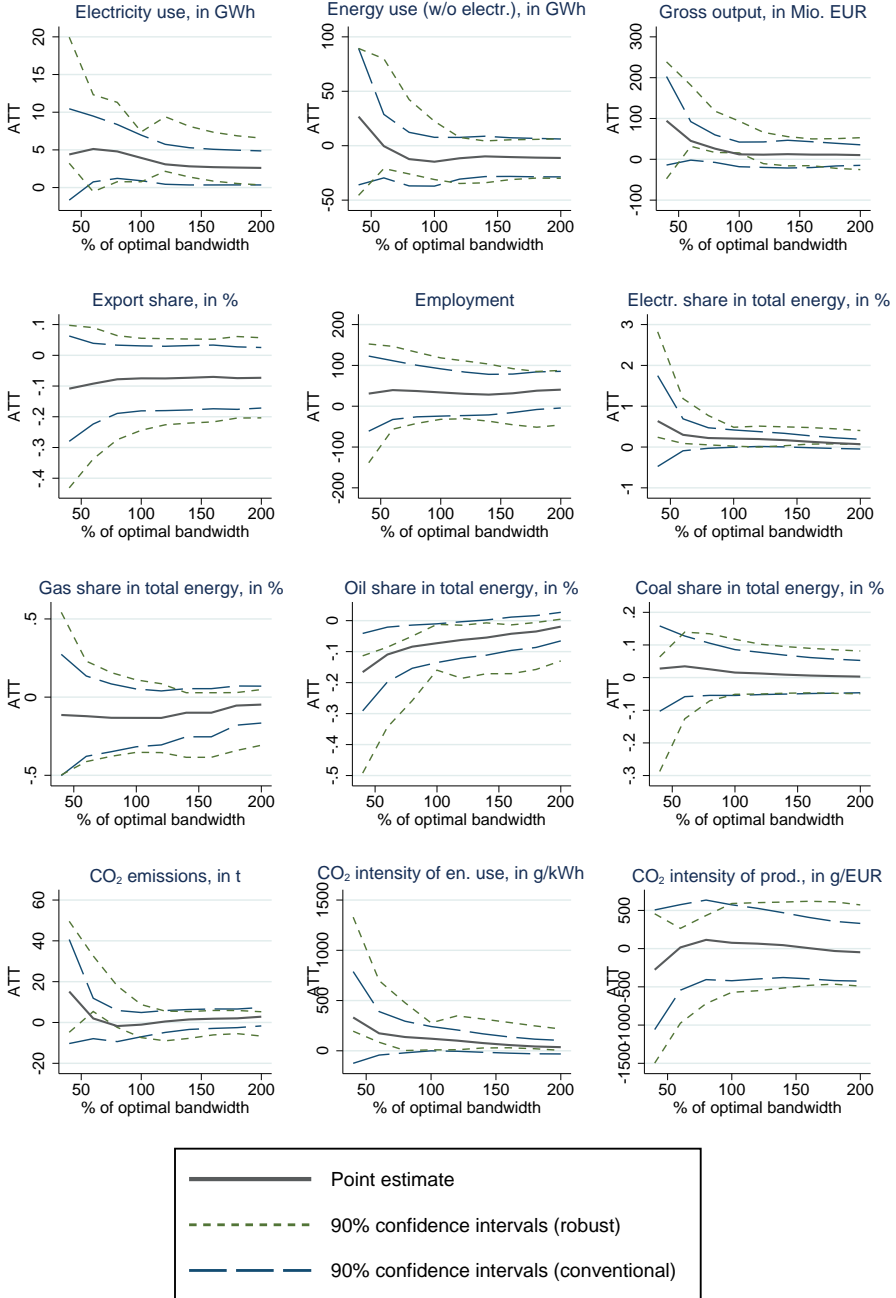 Electricity use, in GWh
20
15
10
5
0
ATT
50 100 150 200
% of optimal bandwidth
Energy use (w/o electr.), in GWh
100
50
0
-50
ATT
50 100 150 200
% of optimal bandwidth
Gross output, in Mio. EUR
300
200
100
0
-100
ATT
50 100 150 200
% of optimal bandwidth
Export share, in %
.1
0
-.1
-.2
-.3
-.4
ATT
50 100 150 200
% of optimal bandwidth
Employment
200
100
0
-100
-200
ATT
50 100 150 200
% of optimal bandwidth
Electr. share in total energy, in %
.3
.2
.1
0
-.1
ATT
50 100 150 200
% of optimal bandwidth
Gas share in total energy, in %
.5
0
-.5
ATT
50 100 150 200
% of optimal bandwidth
Oil share in total energy, in %
0
-.1
-.2
-.3
-.4
-.5
ATT
50 100 150 200
% of optimal bandwidth
Coal share in total energy, in %
.2
.1
0
-.1
-.2
-.3
ATT
50 100 150 200
% of optimal bandwidth
CO₂ emissions, in t
60
40
20
0
-20
ATT
50 100 150 200
% of optimal bandwidth
CO₂ intensity of en. use, in g/kWh
1500
1000
500
0
ATT
50 100 150 200
% of optimal bandwidth
CO₂ intensity of prod., in g/EUR
500
0
-500
-1000
-1500
ATT
50 100 150 200
% of optimal bandwidth
Point estimate
90% confidence intervals (robust)
90% confidence intervals (conventional)